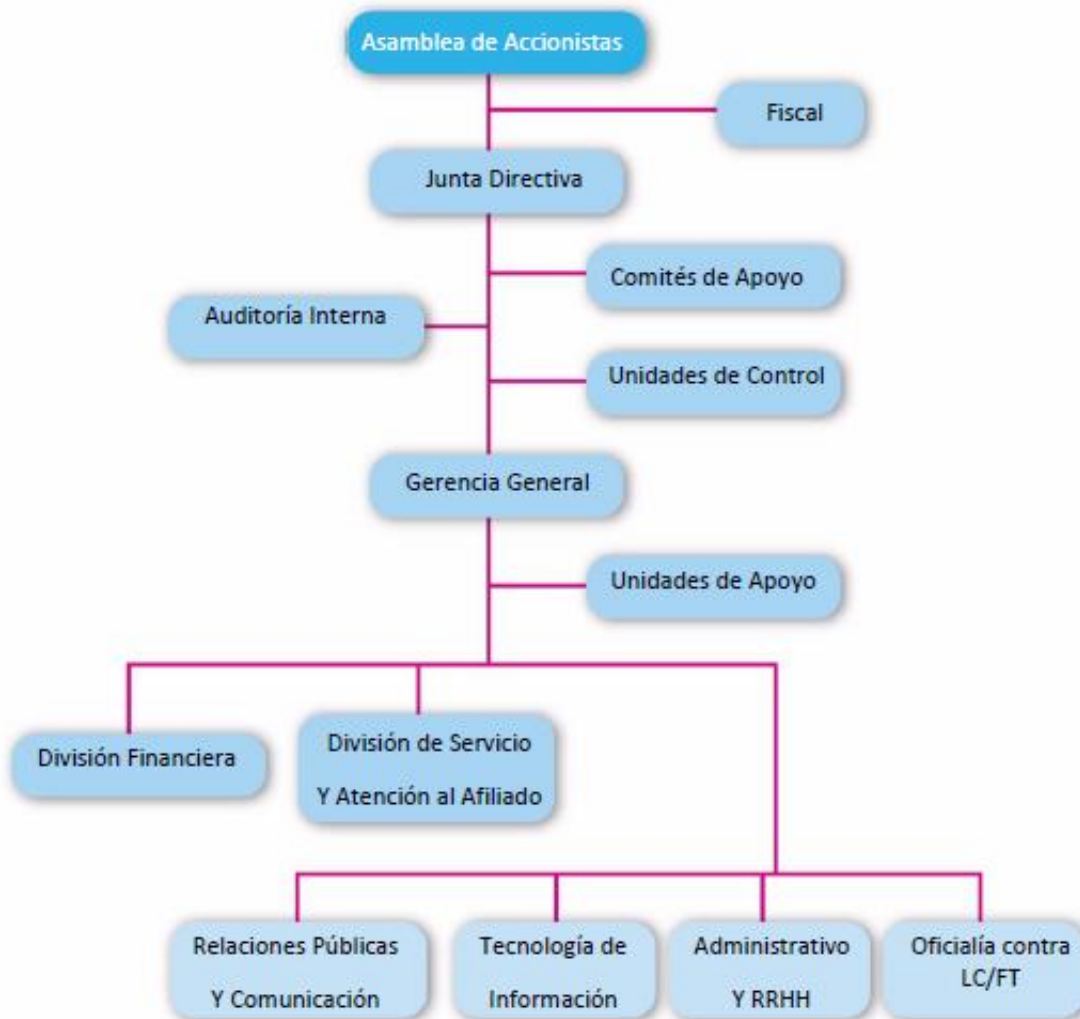 Asamblea de Accionistas
Fiscal
Junta Directiva
Comités de Apoyo
Auditoría Interna
Unidades de Control
Gerencia General
Unidades de Apoyo
División Financiera
División de Servicio
Y Atención al Afiliado
Relaciones Públicas
Y Comunicación
Tecnología de
Información
Administrativo
Y RRHH
Oficialía contra
LC/FT